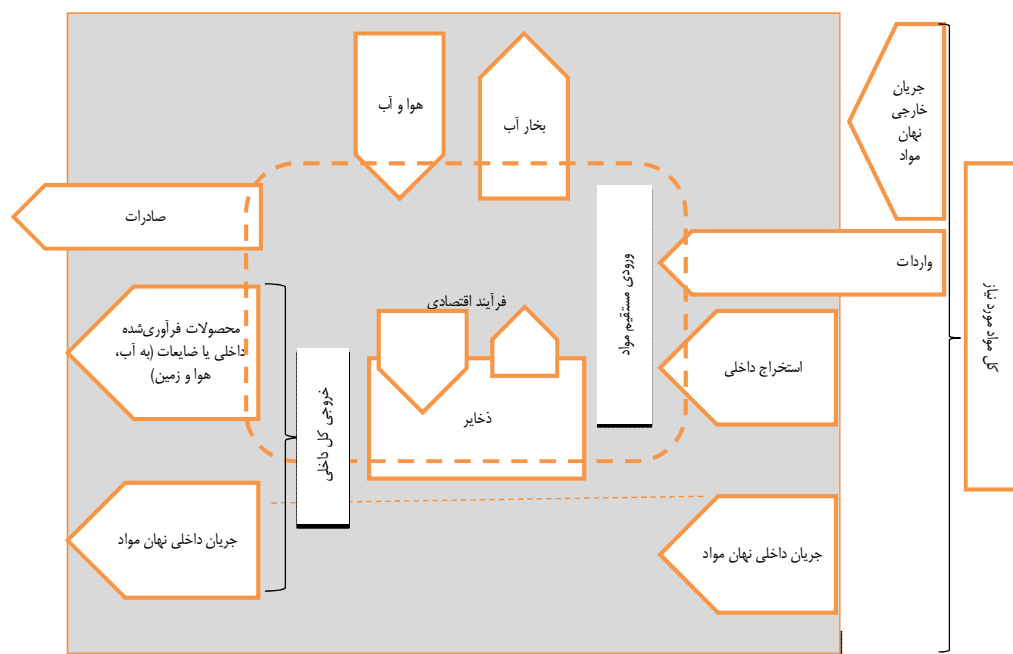 جریان
خارجی
نهان
مواد
هوا و آب
بخار آب
صادرات
واردات
کل مواد مورد نیاز
ورودی مستقیم مواد
فرآیند اقتصادی
محصولات فرآوری‌شده
داخلی یا ضایعات (به آب،
هوا و زمین)
استخراج داخلی
ذخایر
خروجی کل داخلی
جریان داخلی نهان مواد
جریان داخلی نهان مواد